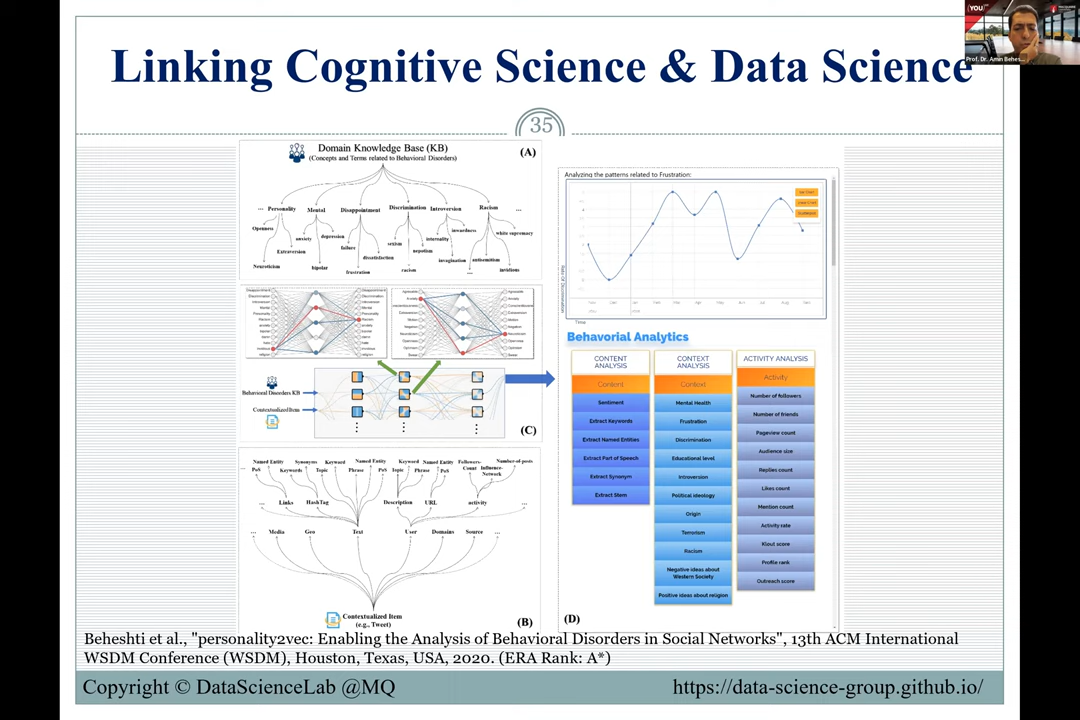 (YOU)
Prof. Dr. Amin Behes...
Linking Cognitive Science & Data Science
35
Domain Knowledge Base (KB)
(Concepts and Terms related to Behavioral Disorders)
(A)
... Personality Mental Disappointment Discrimination Introversion Racism ...
Openness anxiety depression failure sexism internality inwardness white supremacy
Extraversion dissatisfaction nepotism invagination antisemitism
Neuroticism bipolar frustration racism ... invidious
Behavioral Disorders KB
Contextualized Item
(C)
Named Entity Synonyms Keyword Named Entity Keyword Named Entity Followers-Count Influence-Network Number-of-posts
PoS Keywords Topic Phrase PoS Topic Phrase PoS
... Links HashTag Description URL activity ...
... Media Geo Text User Domains Source ...
Contextualized Item
(e.g., Tweet)
(B)
Analyzing the patterns related to Frustration:
Time
Behavorial Analytics
CONTENT ANALYSIS
Content
Sentiment
Extract Keywords
Extract Named Entities
Extract Part of Speech
Extract Synonym
Extract Stem
CONTEXT ANALYSIS
Context
Mental Health
Frustration
Discrimination
Educational level
Introversion
Political ideology
Origin
Terrorism
Racism
Negative ideas about
Western Society
Positive ideas about religion
ACTIVITY ANALYSIS
Activity
Number of followers
Number of friends
Pageview count
Audience size
Replies count
Likes count
Mention count
Activity rate
Klout score
Profile rank
Outreach score
(D)
Beheshti et al., "personality2vec: Enabling the Analysis of Behavioral Disorders in Social Networks", 13th ACM International
WSDM Conference (WSDM), Houston, Texas, USA, 2020. (ERA Rank: A*)
Copyright © DataScienceLab @MQ
https://data-science-group.github.io/